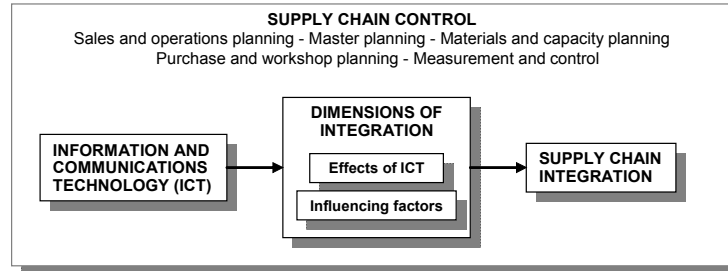 SUPPLY CHAIN CONTROL
Sales and operations planning - Master planning - Materials and capacity planning
Purchase and workshop planning - Measurement and control
DIMENSIONS OF
INTEGRATION
INFORMATION AND
COMMUNICATIONS
TECHNOLOGY (ICT)
Effects of ICT
Influencing factors
SUPPLY CHAIN
INTEGRATION